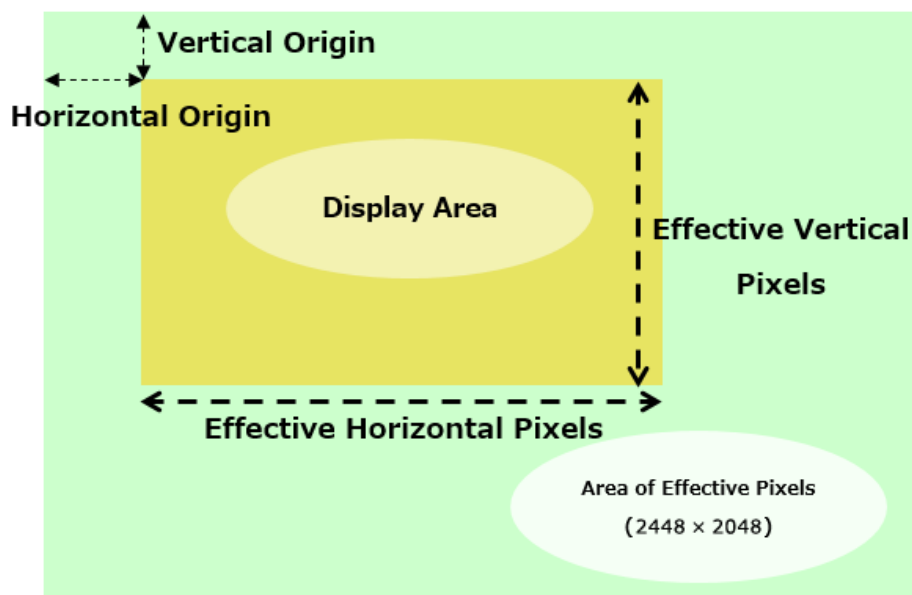 Vertical Origin
Horizontal Origin
Display Area
Effective Vertical
Pixels
Effective Horizontal Pixels
Area of Effective Pixels
(2448 × 2048)